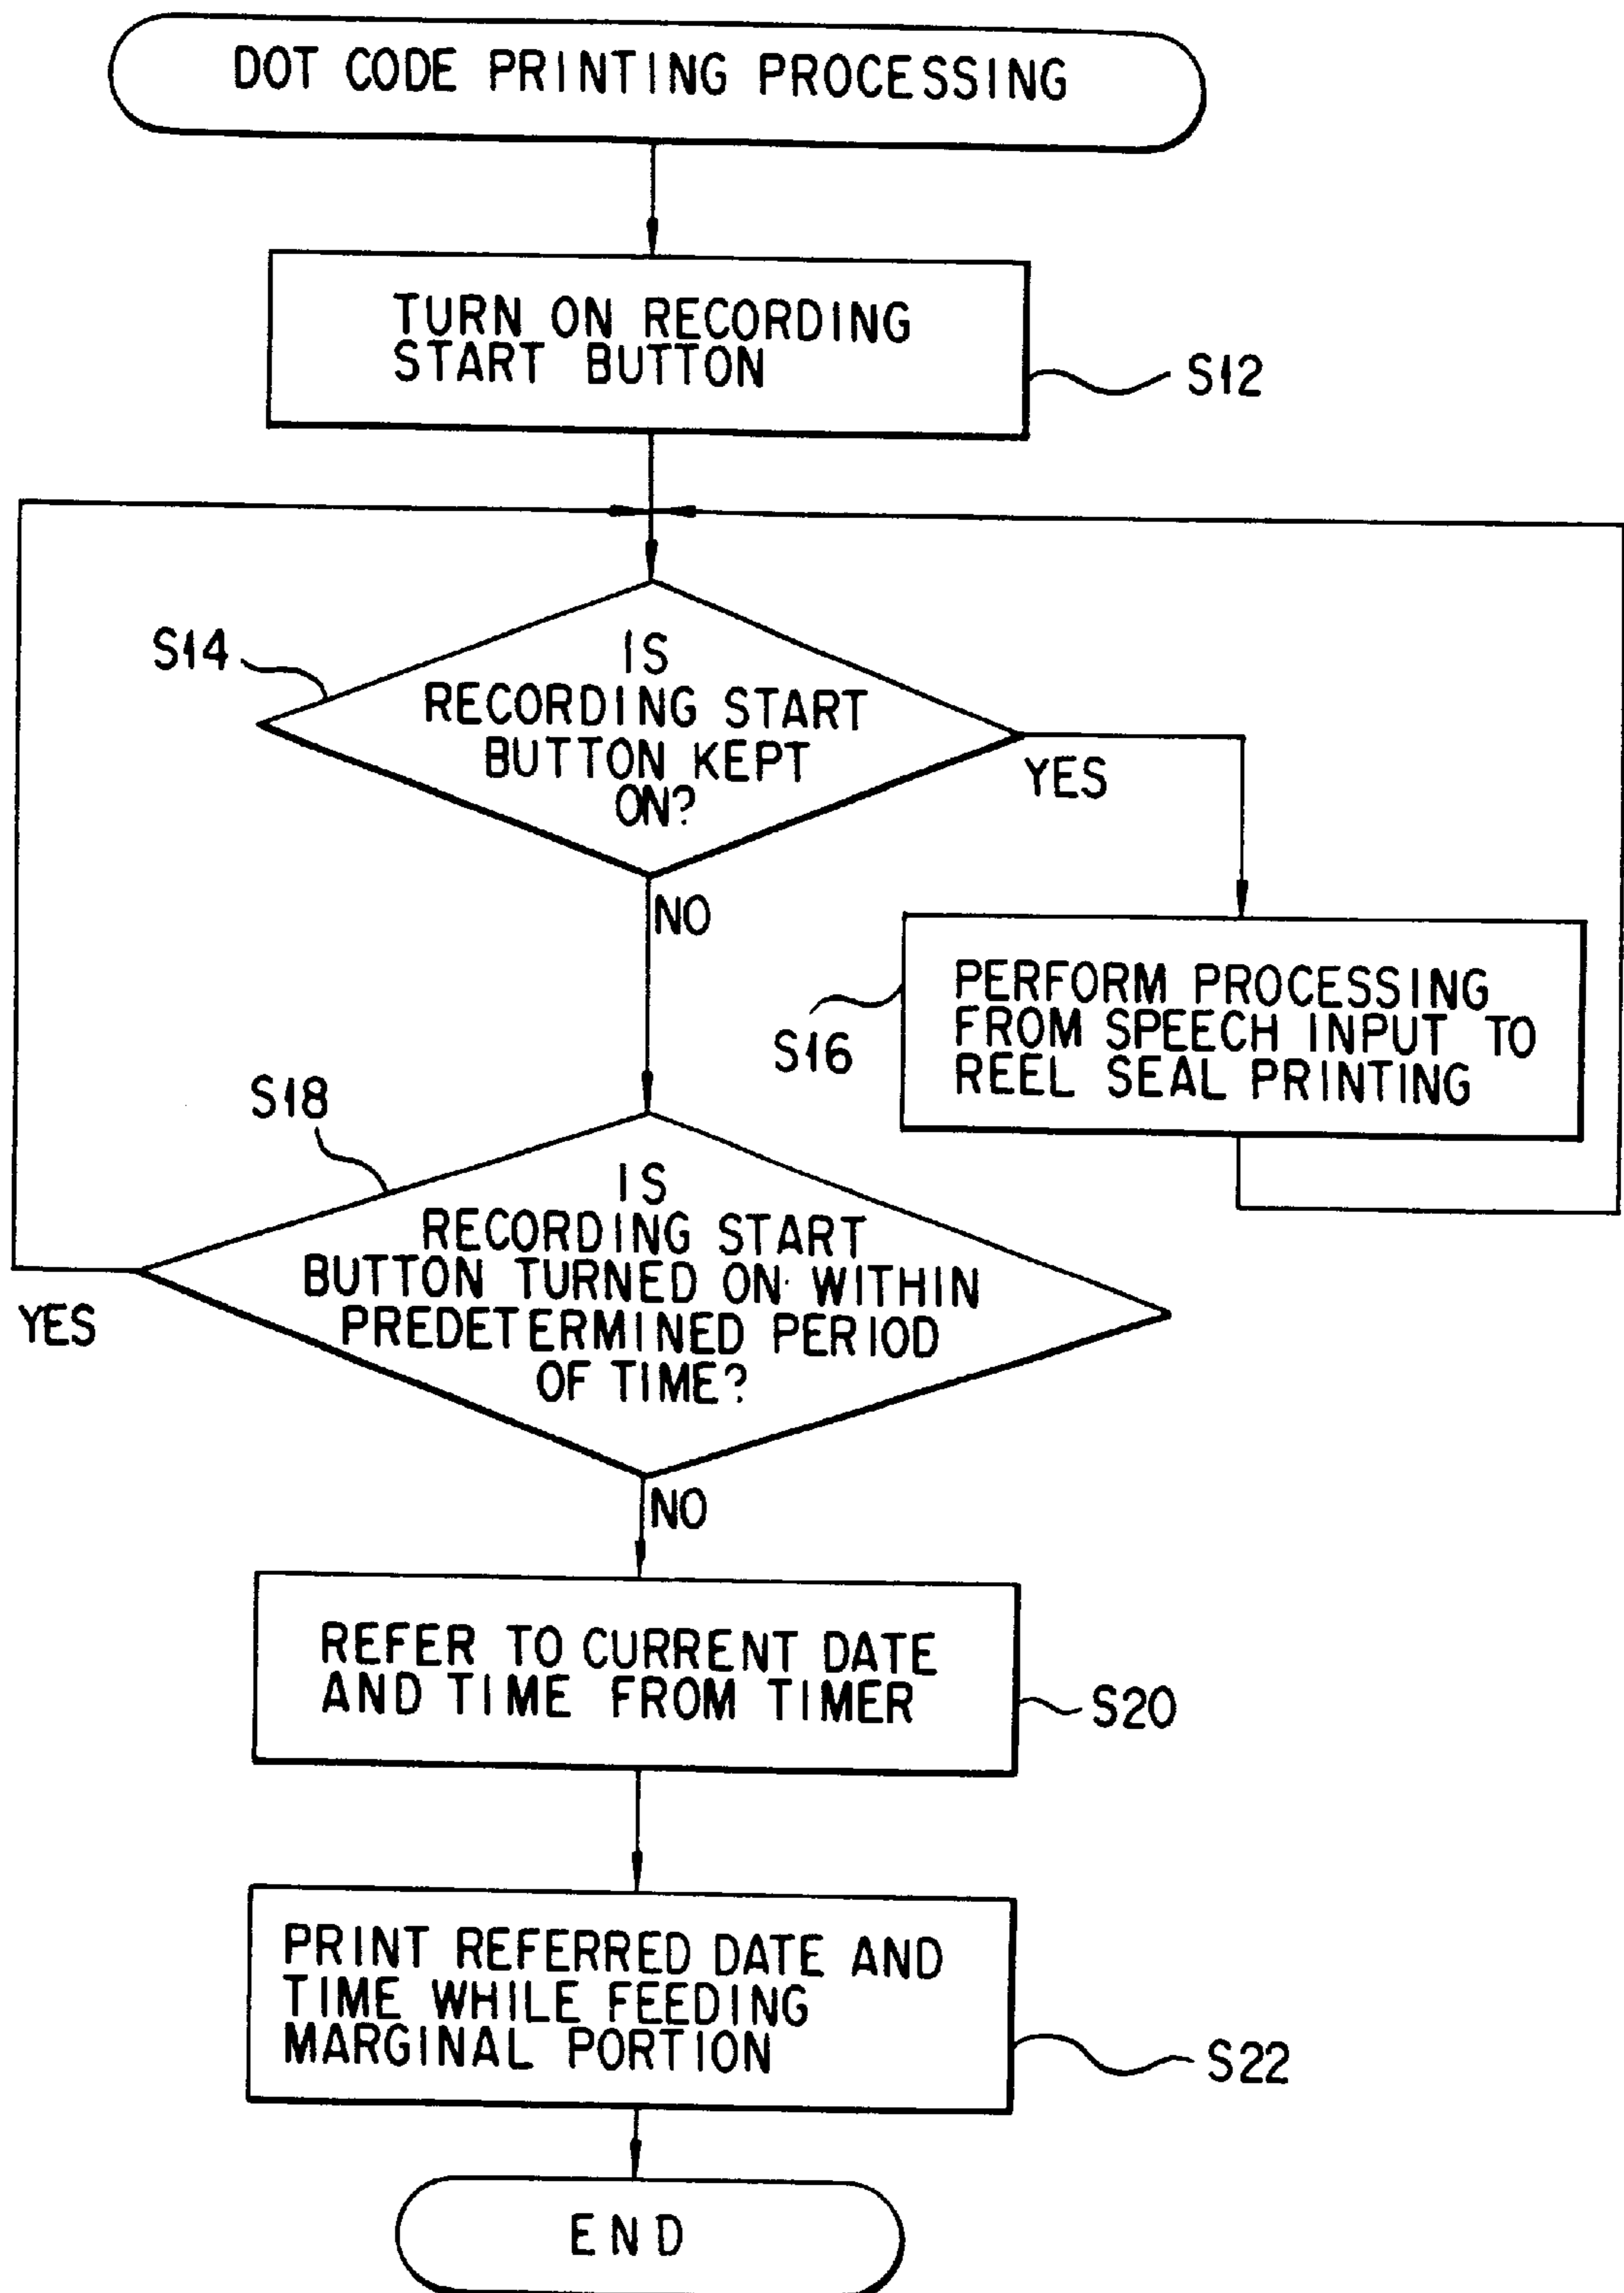 DOT CODE PRINTING PROCESSING
TURN ON RECORDING
START BUTTON
S12
S14
IS
RECORDING START
BUTTON KEPT
ON?
YES
NO
PERFORM PROCESSING
FROM SPEECH INPUT TO
REEL SEAL PRINTING
S16
S18
IS
RECORDING START
BUTTON TURNED ON WITHIN
PREDETERMINED PERIOD
OF TIME?
YES
NO
REFER TO CURRENT DATE
AND TIME FROM TIMER
S20
PRINT REFERRED DATE AND
TIME WHILE FEEDING
MARGINAL PORTION
S22
END